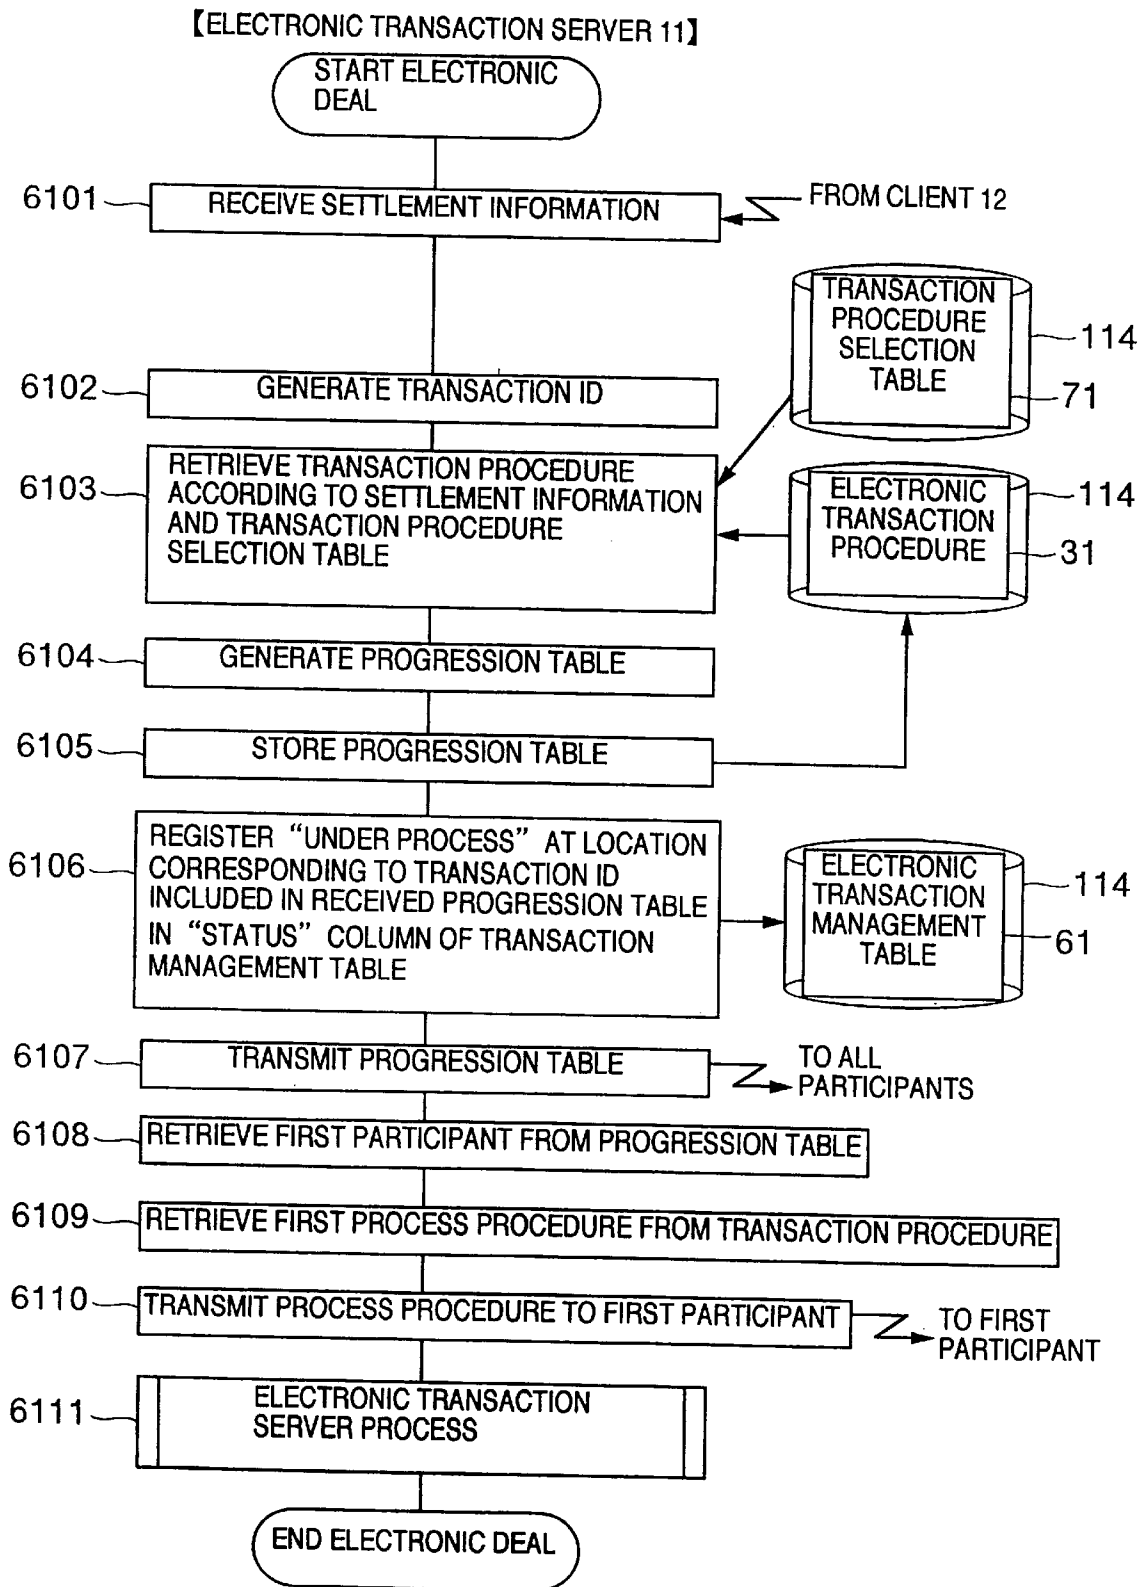 【ELECTRONIC TRANSACTION SERVER 11】
START ELECTRONIC
DEAL
6101
RECEIVE SETTLEMENT INFORMATION
FROM CLIENT 12
TRANSACTION
PROCEDURE
SELECTION
TABLE
114
71
6102
GENERATE TRANSACTION ID
6103
RETRIEVE TRANSACTION PROCEDURE
ACCORDING TO SETTLEMENT INFORMATION
AND TRANSACTION PROCEDURE
SELECTION TABLE
ELECTRONIC
TRANSACTION
PROCEDURE
114
31
6104
GENERATE PROGRESSION TABLE
6105
STORE PROGRESSION TABLE
6106
REGISTER “UNDER PROCESS” AT LOCATION
CORRESPONDING TO TRANSACTION ID
INCLUDED IN RECEIVED PROGRESSION TABLE
IN “STATUS” COLUMN OF TRANSACTION
MANAGEMENT TABLE
ELECTRONIC
TRANSACTION
MANAGEMENT
TABLE
114
61
6107
TRANSMIT PROGRESSION TABLE
TO ALL
PARTICIPANTS
6108
RETRIEVE FIRST PARTICIPANT FROM PROGRESSION TABLE
6109
RETRIEVE FIRST PROCESS PROCEDURE FROM TRANSACTION PROCEDURE
6110
TRANSMIT PROCESS PROCEDURE TO FIRST PARTICIPANT
TO FIRST
PARTICIPANT
6111
ELECTRONIC TRANSACTION
SERVER PROCESS
END ELECTRONIC DEAL